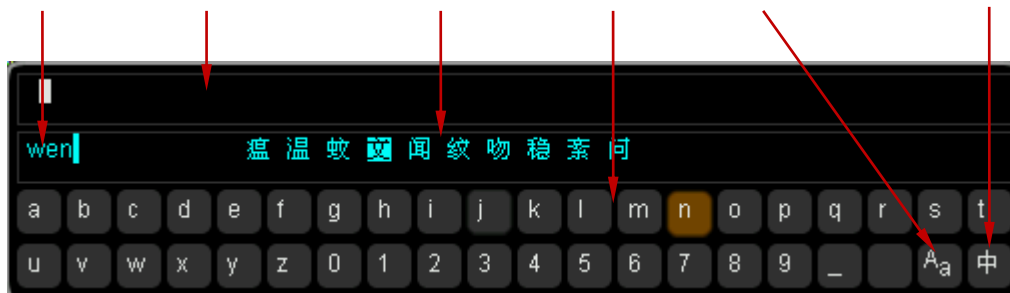 wen 瘟 温 蚊 文 闻 纹 吻 稳 紊 问
a b c d e f g h i j k l m n o p q r s t
u v w x y z 0 1 2 3 4 5 6 7 8 9 _ Aa 中